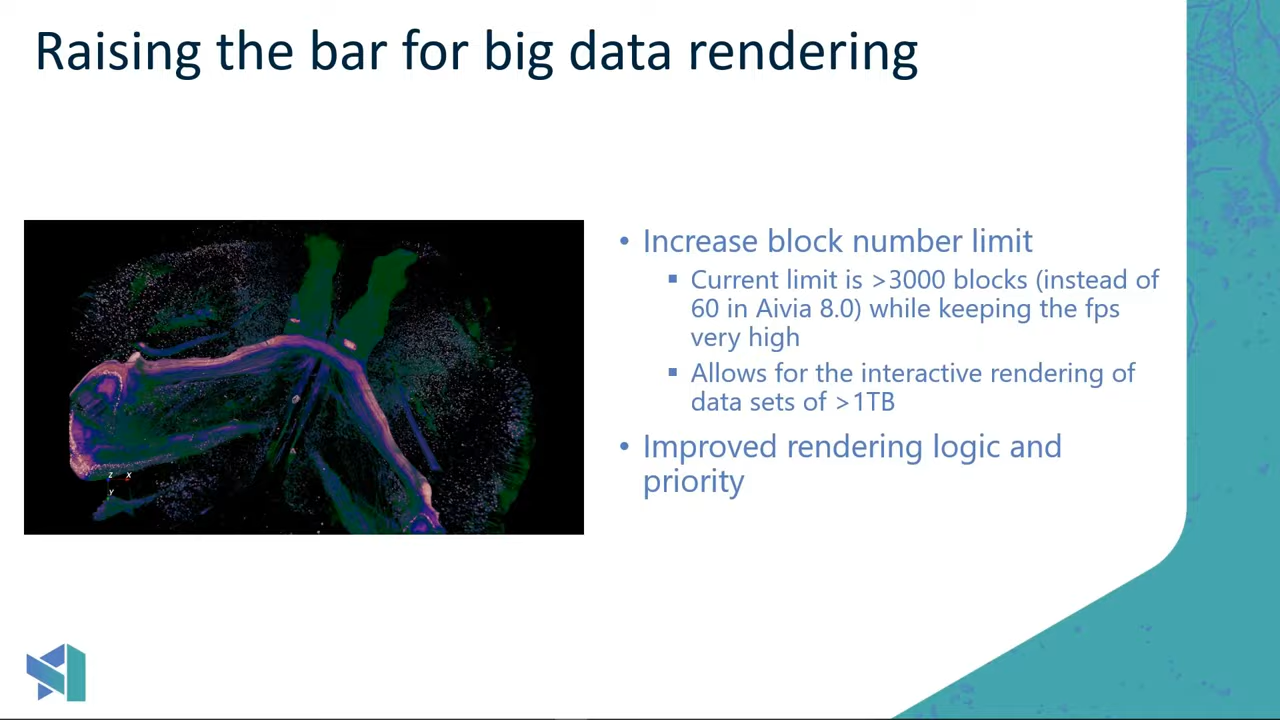 Raising the bar for big data rendering
• Increase block number limit
▪ Current limit is >3000 blocks (instead of
60 in Aivia 8.0) while keeping the fps
very high
▪ Allows for the interactive rendering of
data sets of >1TB
• Improved rendering logic and
priority
z x
y